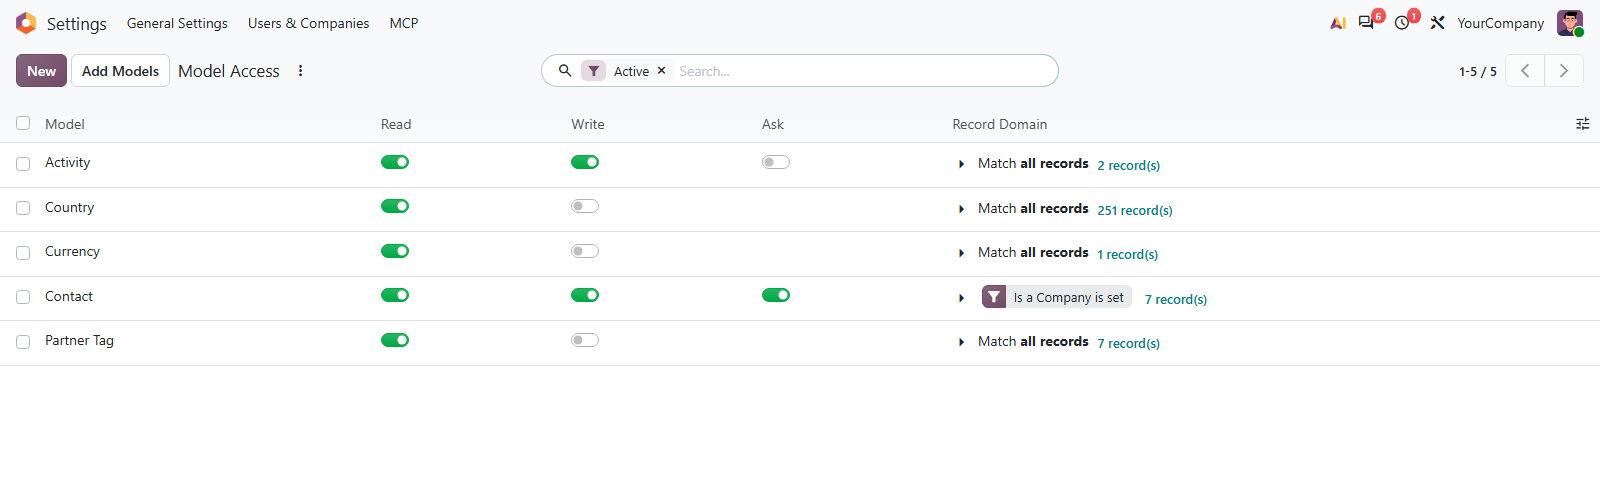 Settings General Settings Users & Companies MCP AI 6 1 YourCompany
New Add Models Model Access Active Search... 1-5 / 5
Model Read Write Ask Record Domain
Activity Match all records 2 record(s)
Country Match all records 251 record(s)
Currency Match all records 1 record(s)
Contact Is a Company is set 7 record(s)
Partner Tag Match all records 7 record(s)